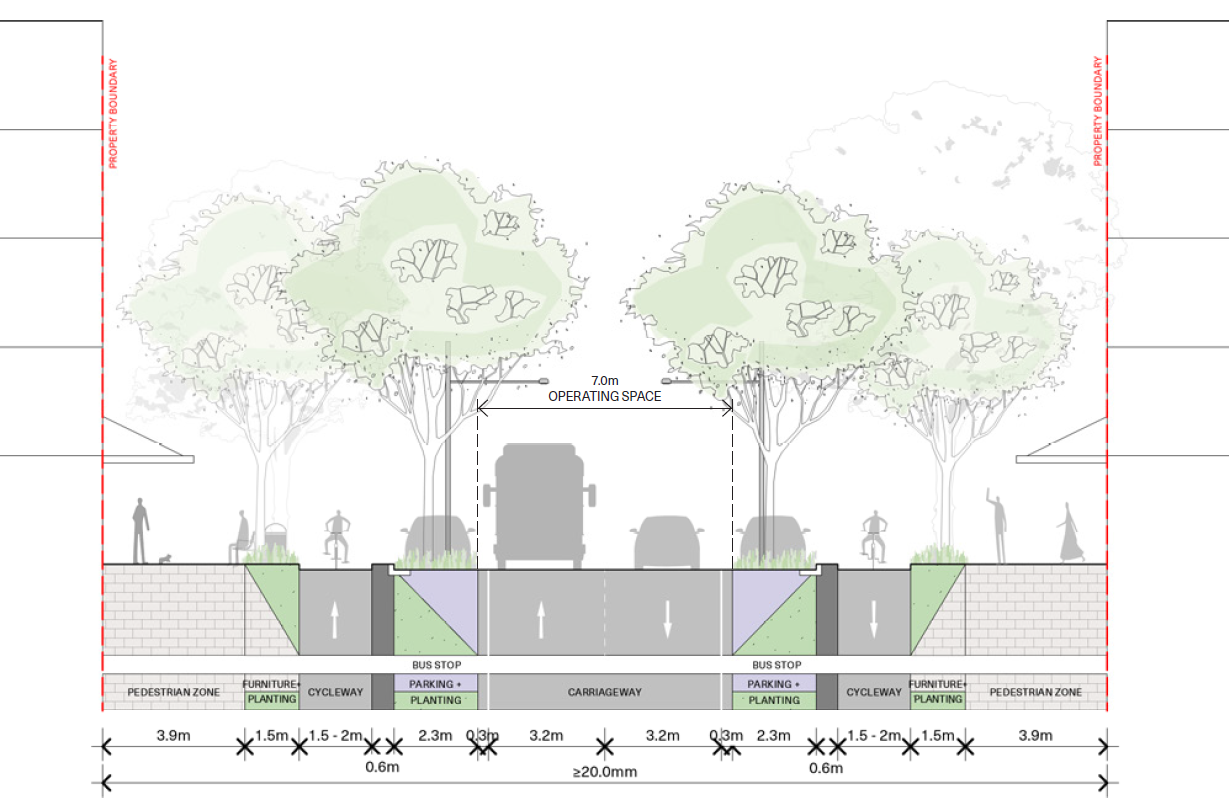 PROPERTY BOUNDARY
PROPERTY BOUNDARY
7.0m
OPERATING SPACE
BUS STOP
BUS STOP
PEDESTRIAN ZONE
FURNITURE+
PLANTING
CYCLEWAY
PARKING +
PLANTING
CARRIAGEWAY
PARKING +
PLANTING
CYCLEWAY
FURNITURE+
PLANTING
PEDESTRIAN ZONE
3.9m 1.5m 1.5 - 2m 2.3m 0.3m 3.2m 3.2m 0.3m 2.3m 1.5 - 2m 1.5m 3.9m
0.6m ≥20.0mm 0.6m